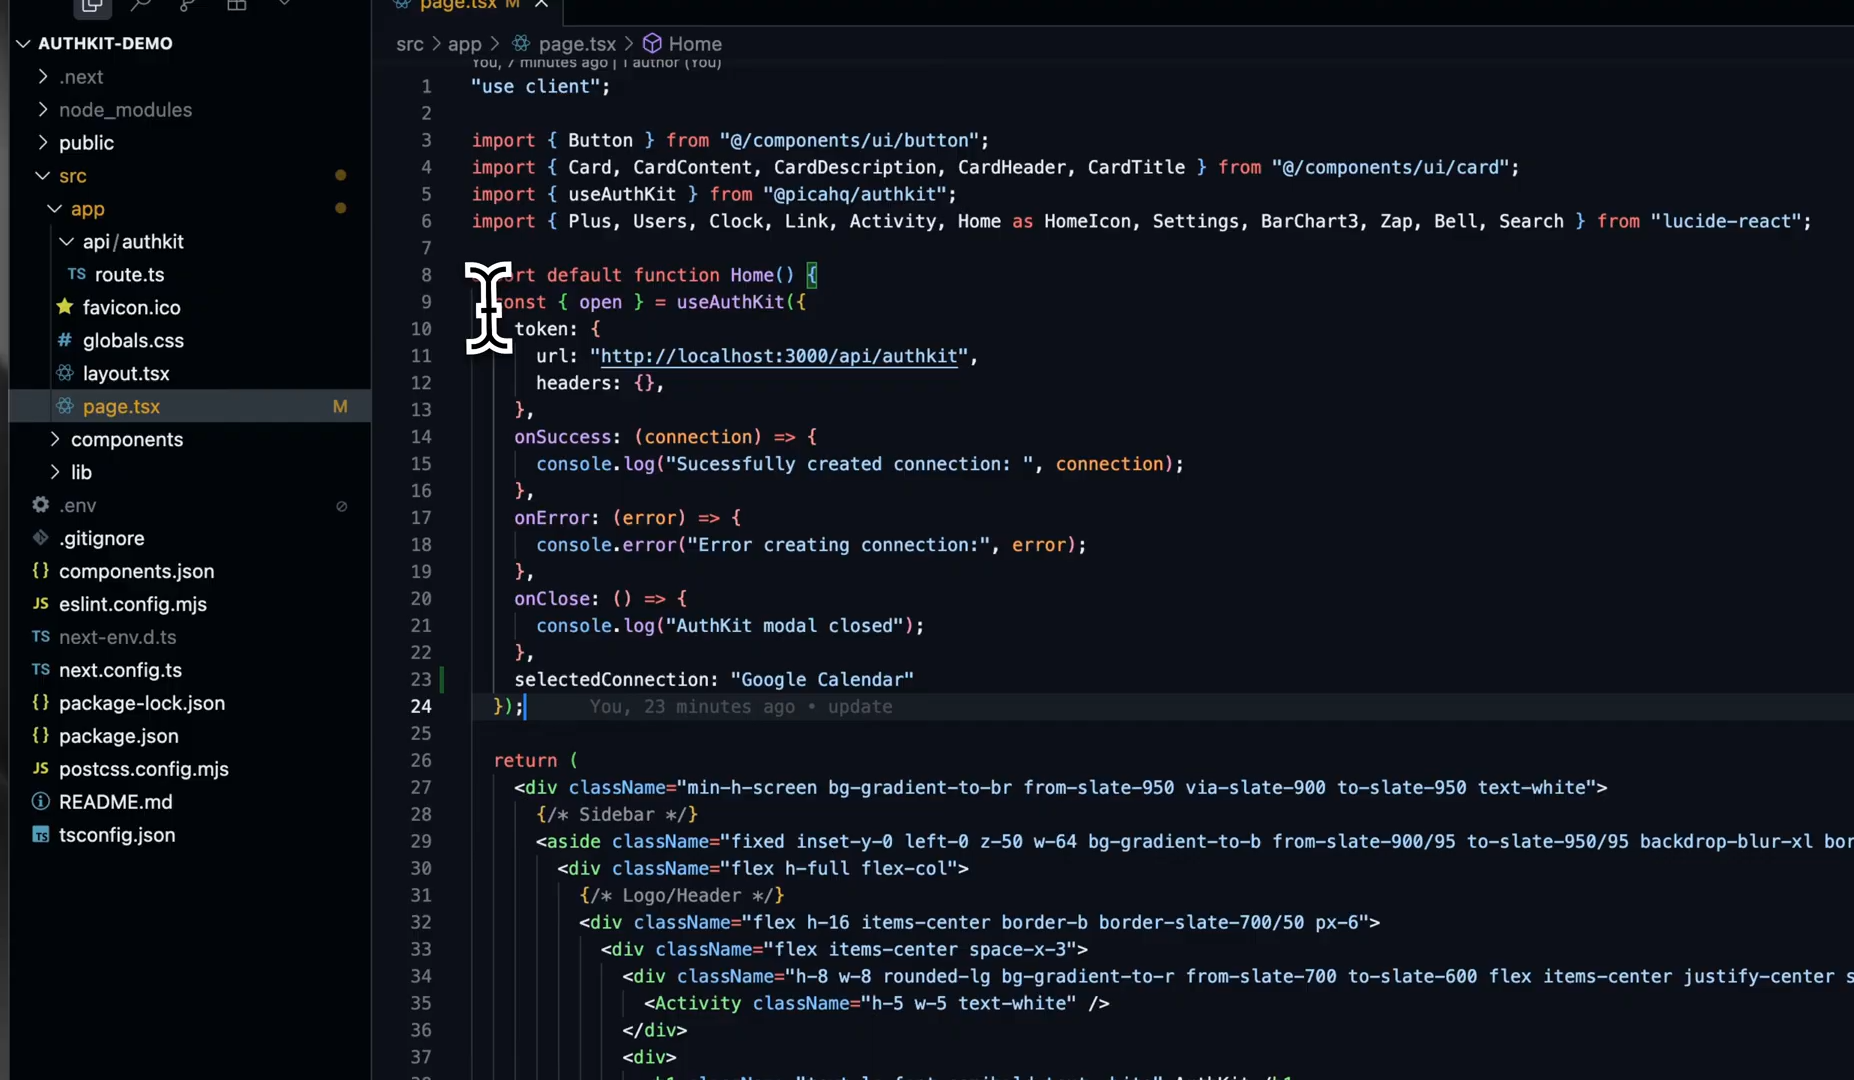 page.tsx M
AUTHKIT-DEMO
.next
node_modules
public
src
app
api/authkit
TS route.ts
favicon.ico
# globals.css
layout.tsx
page.tsx M
components
lib
.env
.gitignore
{} components.json
JS eslint.config.mjs
TS next-env.d.ts
TS next.config.ts
{} package-lock.json
{} package.json
JS postcss.config.mjs
README.md
TS tsconfig.json
src > app > page.tsx > Home
You, 7 minutes ago | 1 author (You)
1 "use client";
2
3 import { Button } from "@/components/ui/button";
4 import { Card, CardContent, CardDescription, CardHeader, CardTitle } from "@/components/ui/card";
5 import { useAuthKit } from "@picahq/authkit";
6 import { Plus, Users, Clock, Link, Activity, Home as HomeIcon, Settings, BarChart3, Zap, Bell, Search } from "lucide-react";
7
8 ort default function Home() {
9 const { open } = useAuthKit({
10 token: {
11 url: "http://localhost:3000/api/authkit",
12 headers: {},
13 },
14 onSuccess: (connection) => {
15 console.log("Sucessfully created connection: ", connection);
16 },
17 onError: (error) => {
18 console.error("Error creating connection:", error);
19 },
20 onClose: () => {
21 console.log("AuthKit modal closed");
22 },
23 selectedConnection: "Google Calendar"
24 }); You, 23 minutes ago • update
25
26 return (
27 <div className="min-h-screen bg-gradient-to-br from-slate-950 via-slate-900 to-slate-950 text-white">
28 {/* Sidebar */}
29 <aside className="fixed inset-y-0 left-0 z-50 w-64 bg-gradient-to-b from-slate-900/95 to-slate-950/95 backdrop-blur-xl bor
30 <div className="flex h-full flex-col">
31 {/* Logo/Header */}
32 <div className="flex h-16 items-center border-b border-slate-700/50 px-6">
33 <div className="flex items-center space-x-3">
34 <div className="h-8 w-8 rounded-lg bg-gradient-to-r from-slate-700 to-slate-600 flex items-center justify-center s
35 <Activity className="h-5 w-5 text-white" />
36 </div>
37 <div>